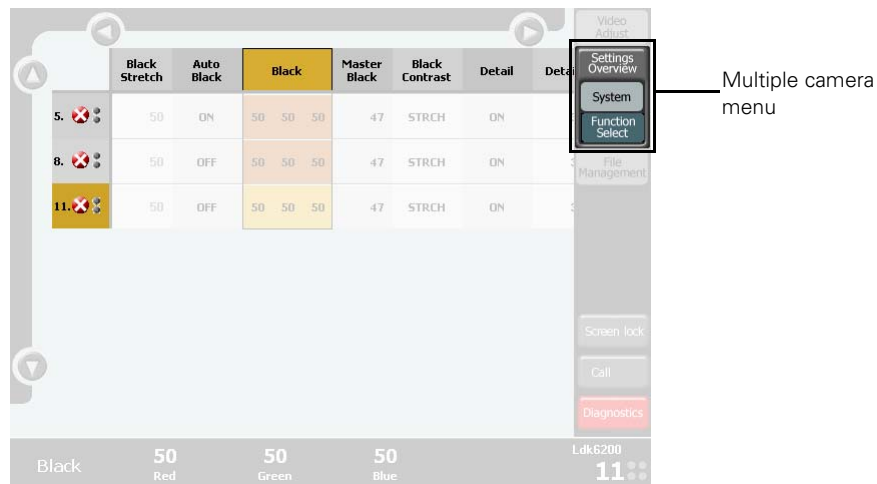 Video
Adjust
Settings
Overview
System
Function
Select
File
Management
Multiple camera
menu
Black
Stretch
Auto
Black
Black
Master
Black
Black
Contrast
Detail
5.
50
ON
50 50 50
47
STRCH
ON
8.
50
OFF
50 50 50
47
STRCH
ON
11.
50
OFF
50 50 50
47
STRCH
ON
Screen lock
Call
Diagnostics
Black
50
Red
50
Green
50
Blue
Ldk6200
11